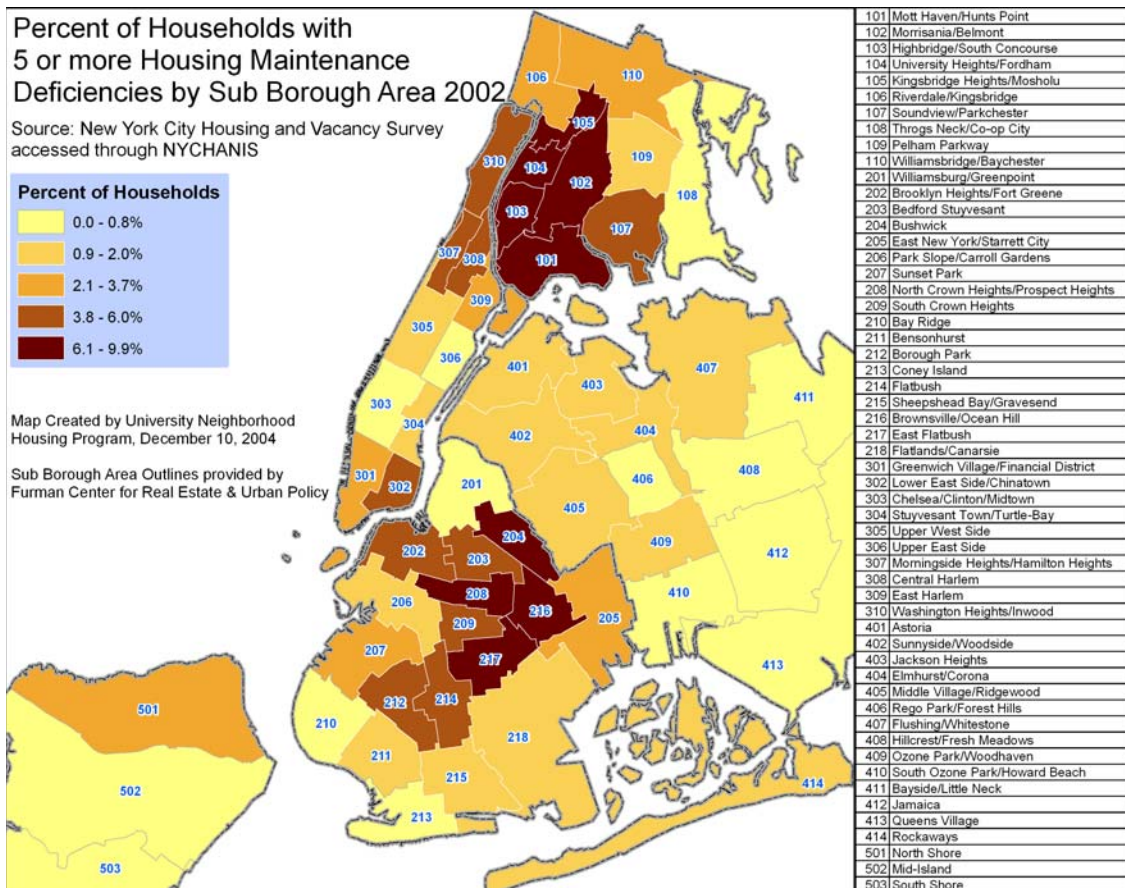 Percent of Households with
5 or more Housing Maintenance
Deficiencies by Sub Borough Area 2002
Source: New York City Housing and Vacancy Survey
accessed through NYCHANIS
Percent of Households
0.0 - 0.8%
0.9 - 2.0%
2.1 - 3.7%
3.8 - 6.0%
6.1 - 9.9%
Map Created by University Neighborhood
Housing Program, December 10, 2004
Sub Borough Area Outlines provided by
Furman Center for Real Estate & Urban Policy
106
110
105
310
104
109
102
108
103
107
307
308
101
309
305
306
401
403
407
411
303
304
402
404
406
408
301
302
201
405
204
409
412
202
203
208
410
206
216
205
209
207
217
413
501
212
214
210
218
211
215
414
502
213
503
101 Mott Haven/Hunts Point
102 Morrisania/Belmont
103 Highbridge/South Concourse
104 University Heights/Fordham
105 Kingsbridge Heights/Mosholu
106 Riverdale/Kingsbridge
107 Soundview/Parkchester
108 Throgs Neck/Co-op City
109 Pelham Parkway
110 Williamsbridge/Baychester
201 Williamsburg/Greenpoint
202 Brooklyn Heights/Fort Greene
203 Bedford Stuyvesant
204 Bushwick
205 East New York/Starrett City
206 Park Slope/Carroll Gardens
207 Sunset Park
208 North Crown Heights/Prospect Heights
209 South Crown Heights
210 Bay Ridge
211 Bensonhurst
212 Borough Park
213 Coney Island
214 Flatbush
215 Sheepshead Bay/Gravesend
216 Brownsville/Ocean Hill
217 East Flatbush
218 Flatlands/Canarsie
301 Greenwich Village/Financial District
302 Lower East Side/Chinatown
303 Chelsea/Clinton/Midtown
304 Stuyvesant Town/Turtle-Bay
305 Upper West Side
306 Upper East Side
307 Morningside Heights/Hamilton Heights
308 Central Harlem
309 East Harlem
310 Washington Heights/Inwood
401 Astoria
402 Sunnyside/Woodside
403 Jackson Heights
404 Elmhurst/Corona
405 Middle Village/Ridgewood
406 Rego Park/Forest Hills
407 Flushing/Whitestone
408 Hillcrest/Fresh Meadows
409 Ozone Park/Woodhaven
410 South Ozone Park/Howard Beach
411 Bayside/Little Neck
412 Jamaica
413 Queens Village
414 Rockaways
501 North Shore
502 Mid-Island
503 South Shore